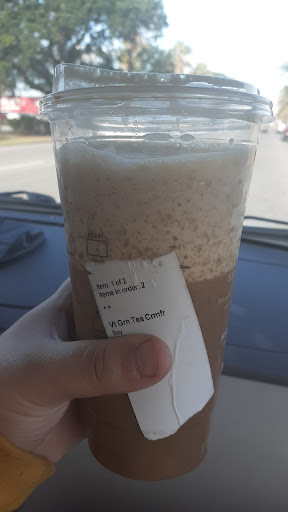 Item: 1 of 2
Items in order: 2
**
Vt Grn Tea Crmfr
Soy